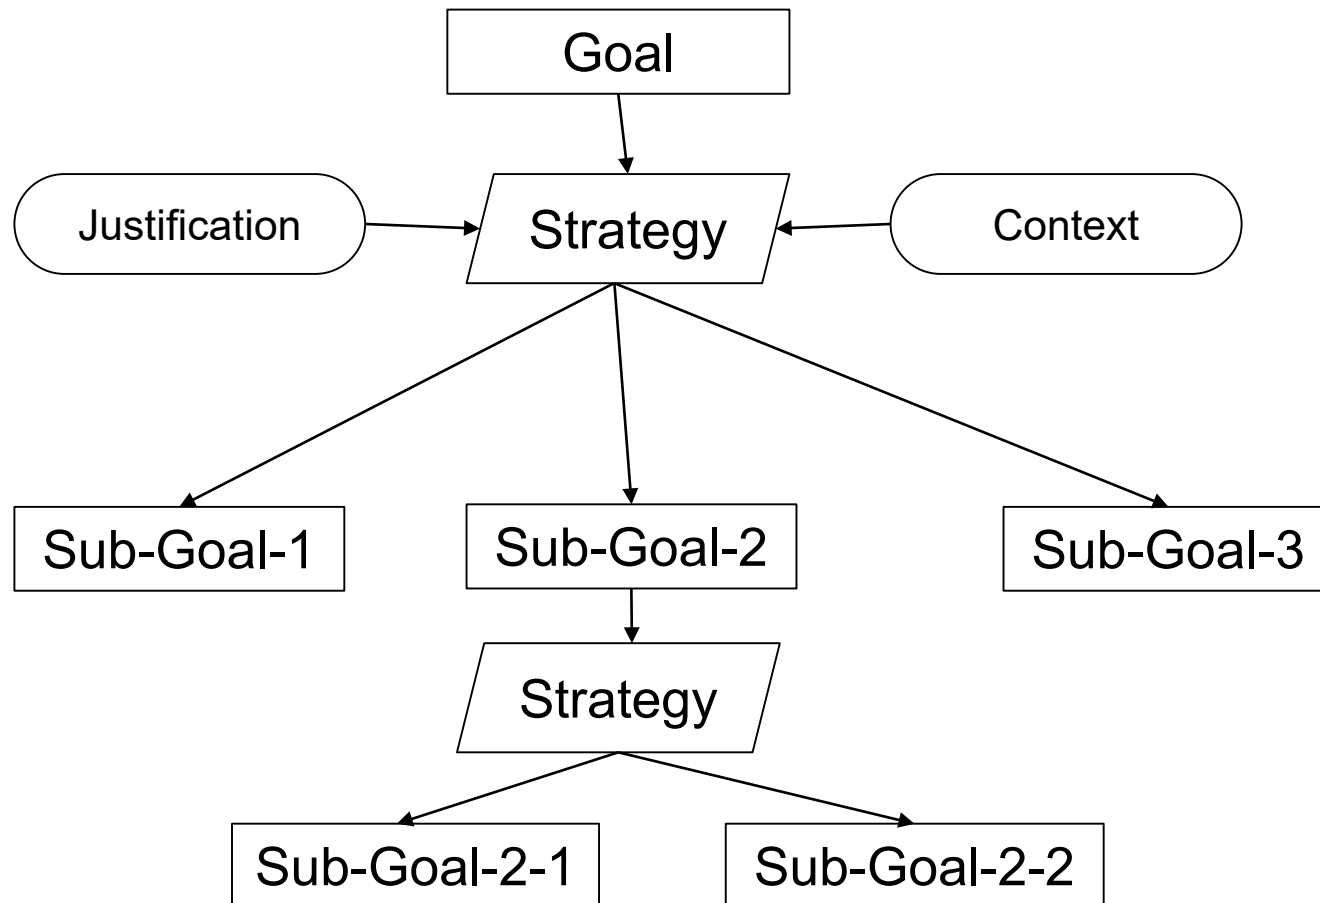 Goal
Justification
Strategy
Context
Sub-Goal-1
Sub-Goal-2
Sub-Goal-3
Strategy
Sub-Goal-2-1
Sub-Goal-2-2